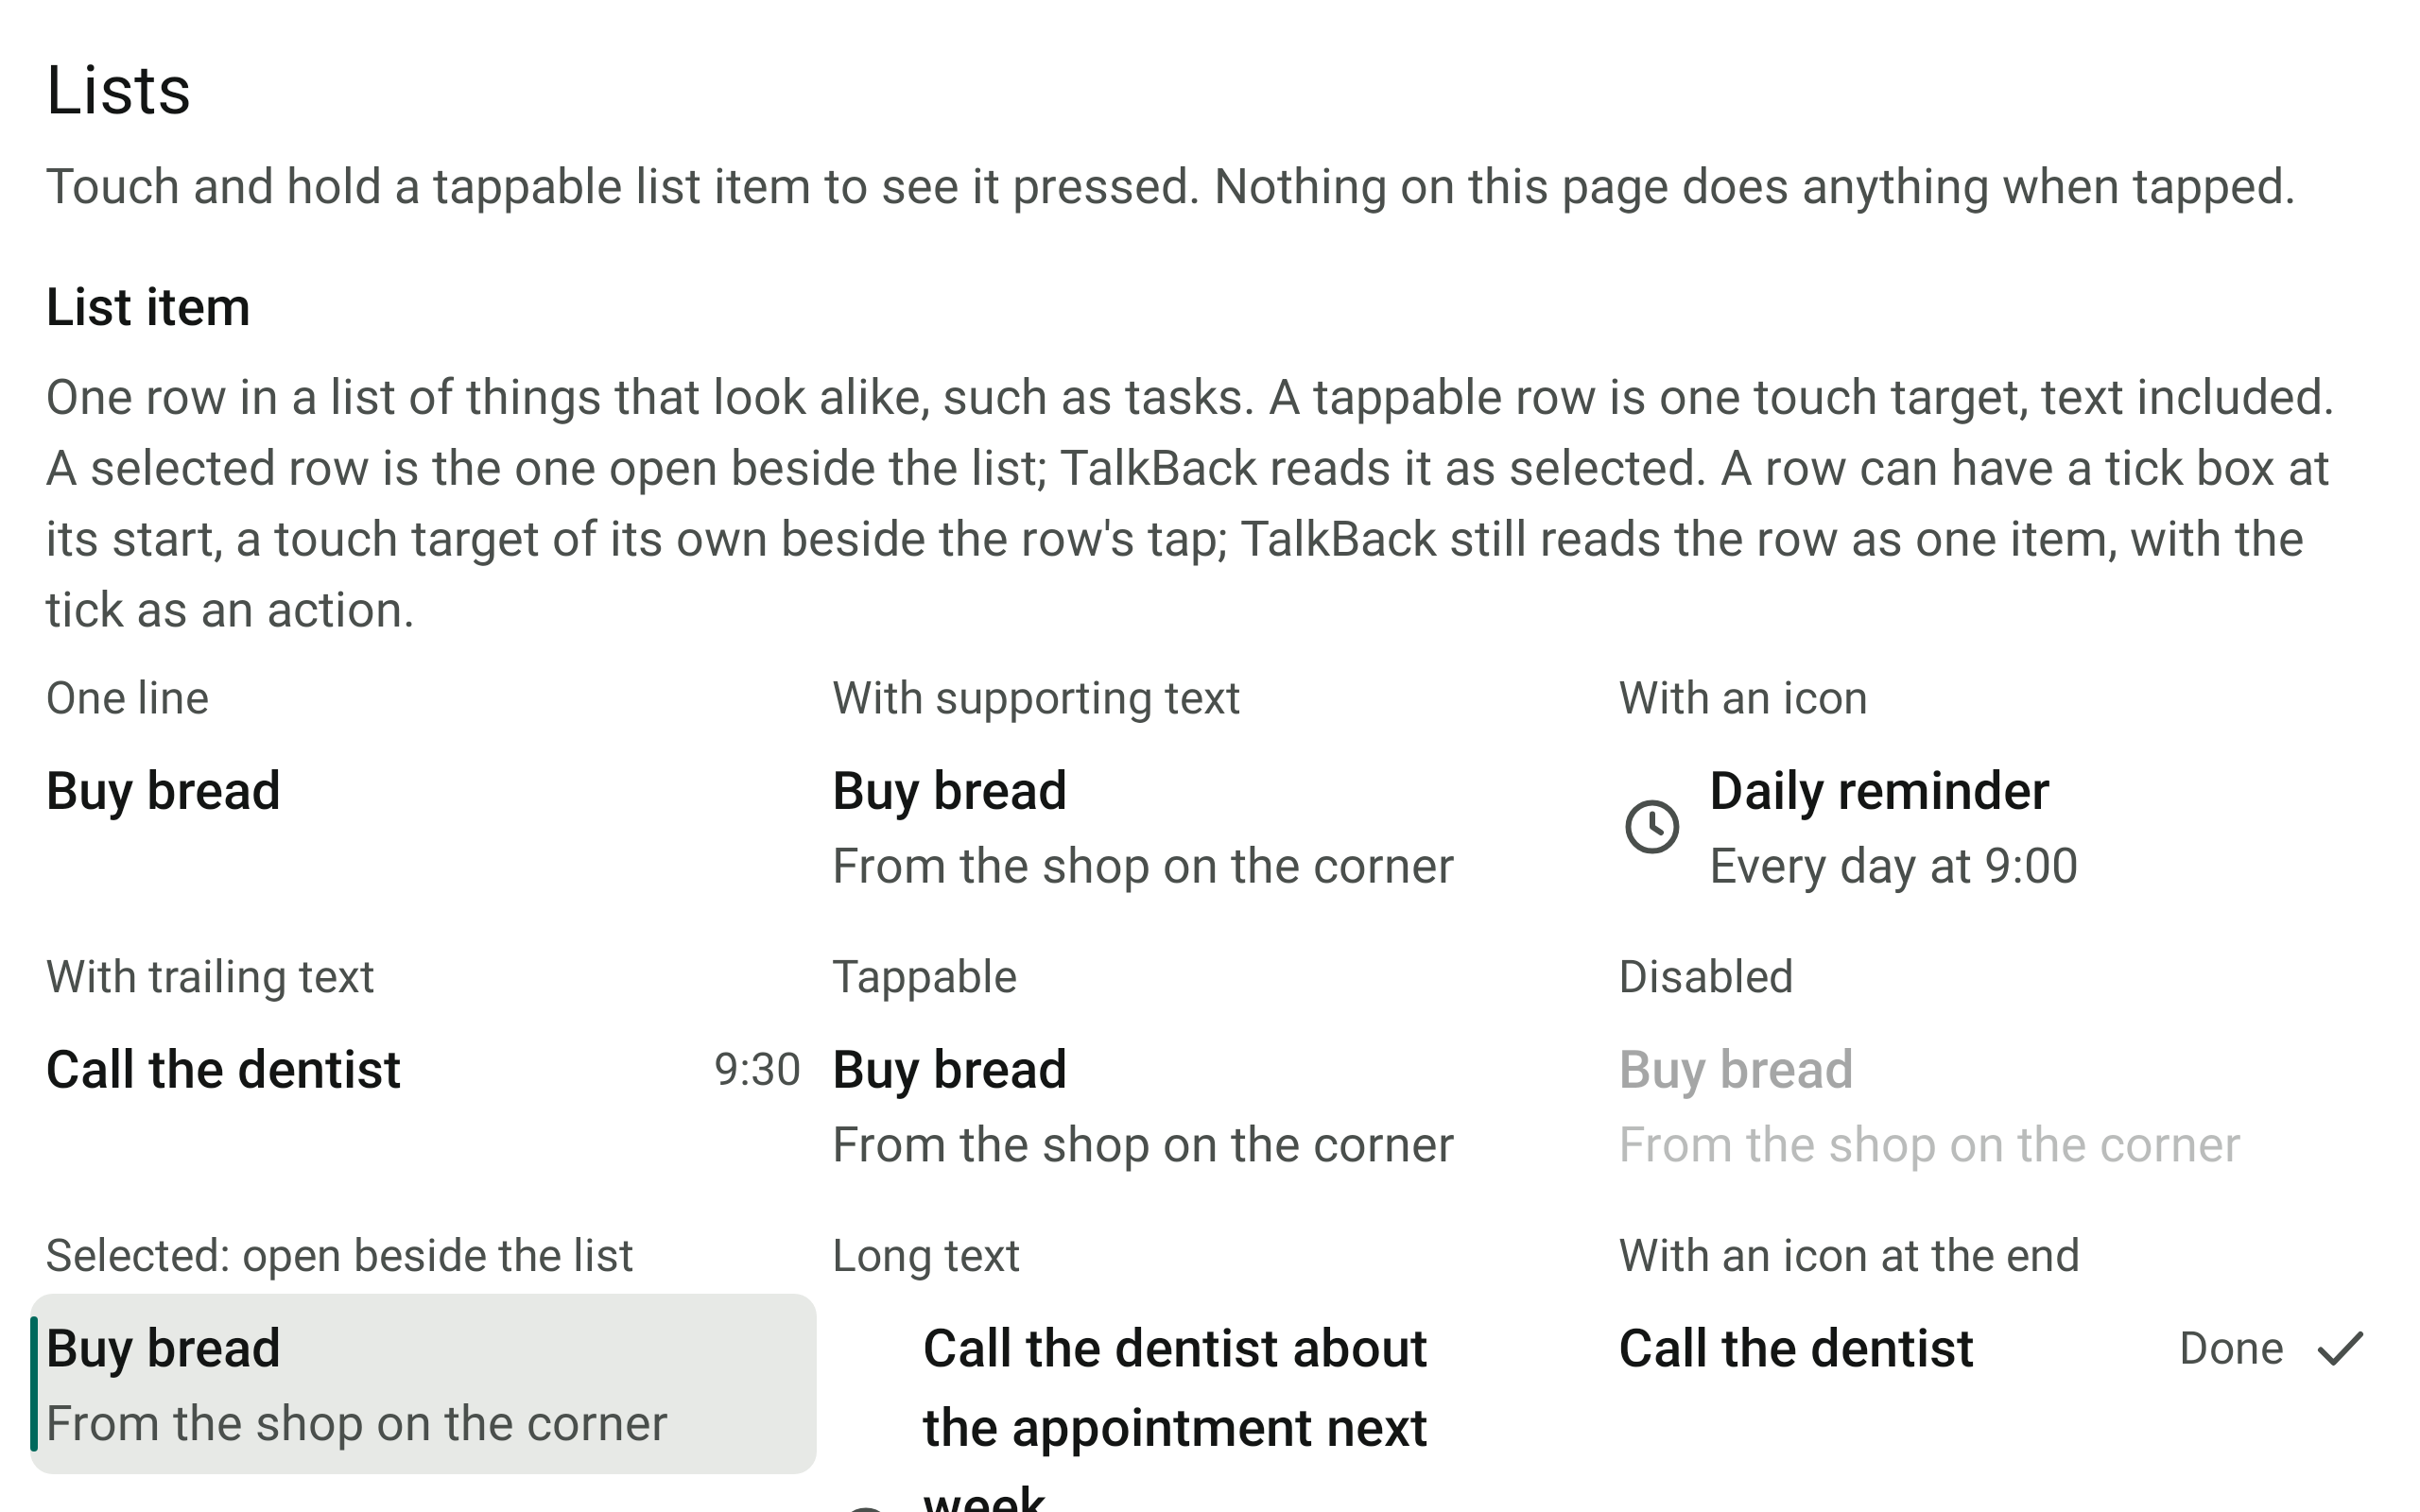 Lists
Touch and hold a tappable list item to see it pressed. Nothing on this page does anything when tapped.
List item
One row in a list of things that look alike, such as tasks. A tappable row is one touch target, text included.
A selected row is the one open beside the list; TalkBack reads it as selected. A row can have a tick box at
its start, a touch target of its own beside the row's tap; TalkBack still reads the row as one item, with the
tick as an action.
One line
Buy bread
With supporting text
Buy bread
From the shop on the corner
With an icon
Daily reminder
Every day at 9:00
With trailing text
Call the dentist
9:30
Tappable
Buy bread
From the shop on the corner
Disabled
Buy bread
From the shop on the corner
Selected: open beside the list
Buy bread
From the shop on the corner
Long text
Call the dentist about
the appointment next
week
With an icon at the end
Call the dentist
Done